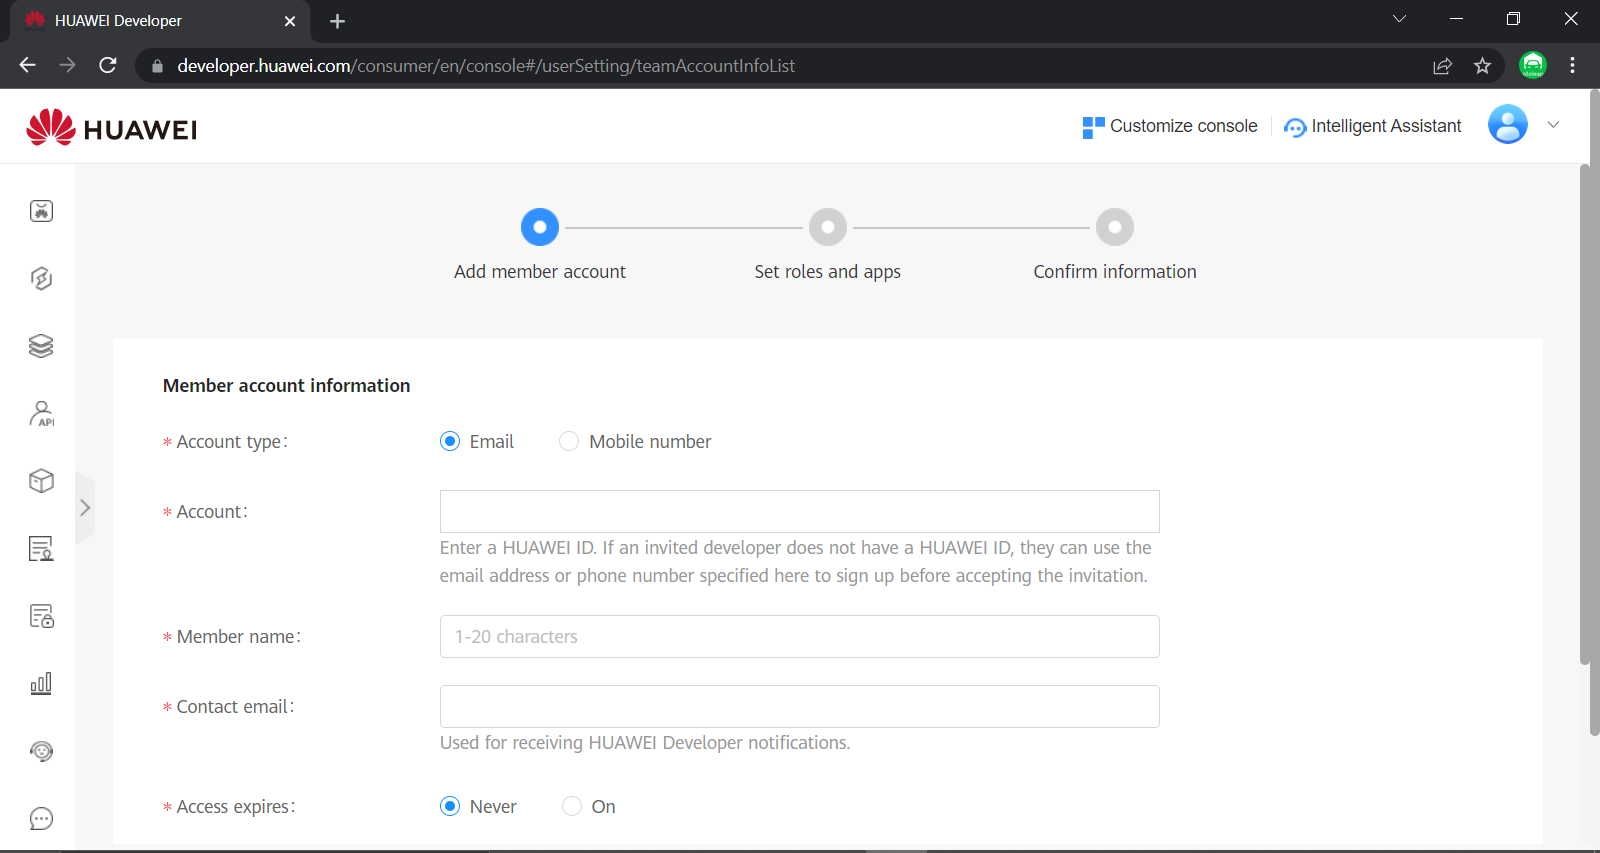 HUAWEI Developer
developer.huawei.com/consumer/en/console#/userSetting/teamAccountInfoList
HUAWEI
Customize console
Intelligent Assistant
Add member account
Set roles and apps
Confirm information
Member account information
* Account type:
Email
Mobile number
* Account:
Enter a HUAWEI ID. If an invited developer does not have a HUAWEI ID, they can use the
email address or phone number specified here to sign up before accepting the invitation.
* Member name:
1-20 characters
* Contact email:
Used for receiving HUAWEI Developer notifications.
* Access expires:
Never
On
API